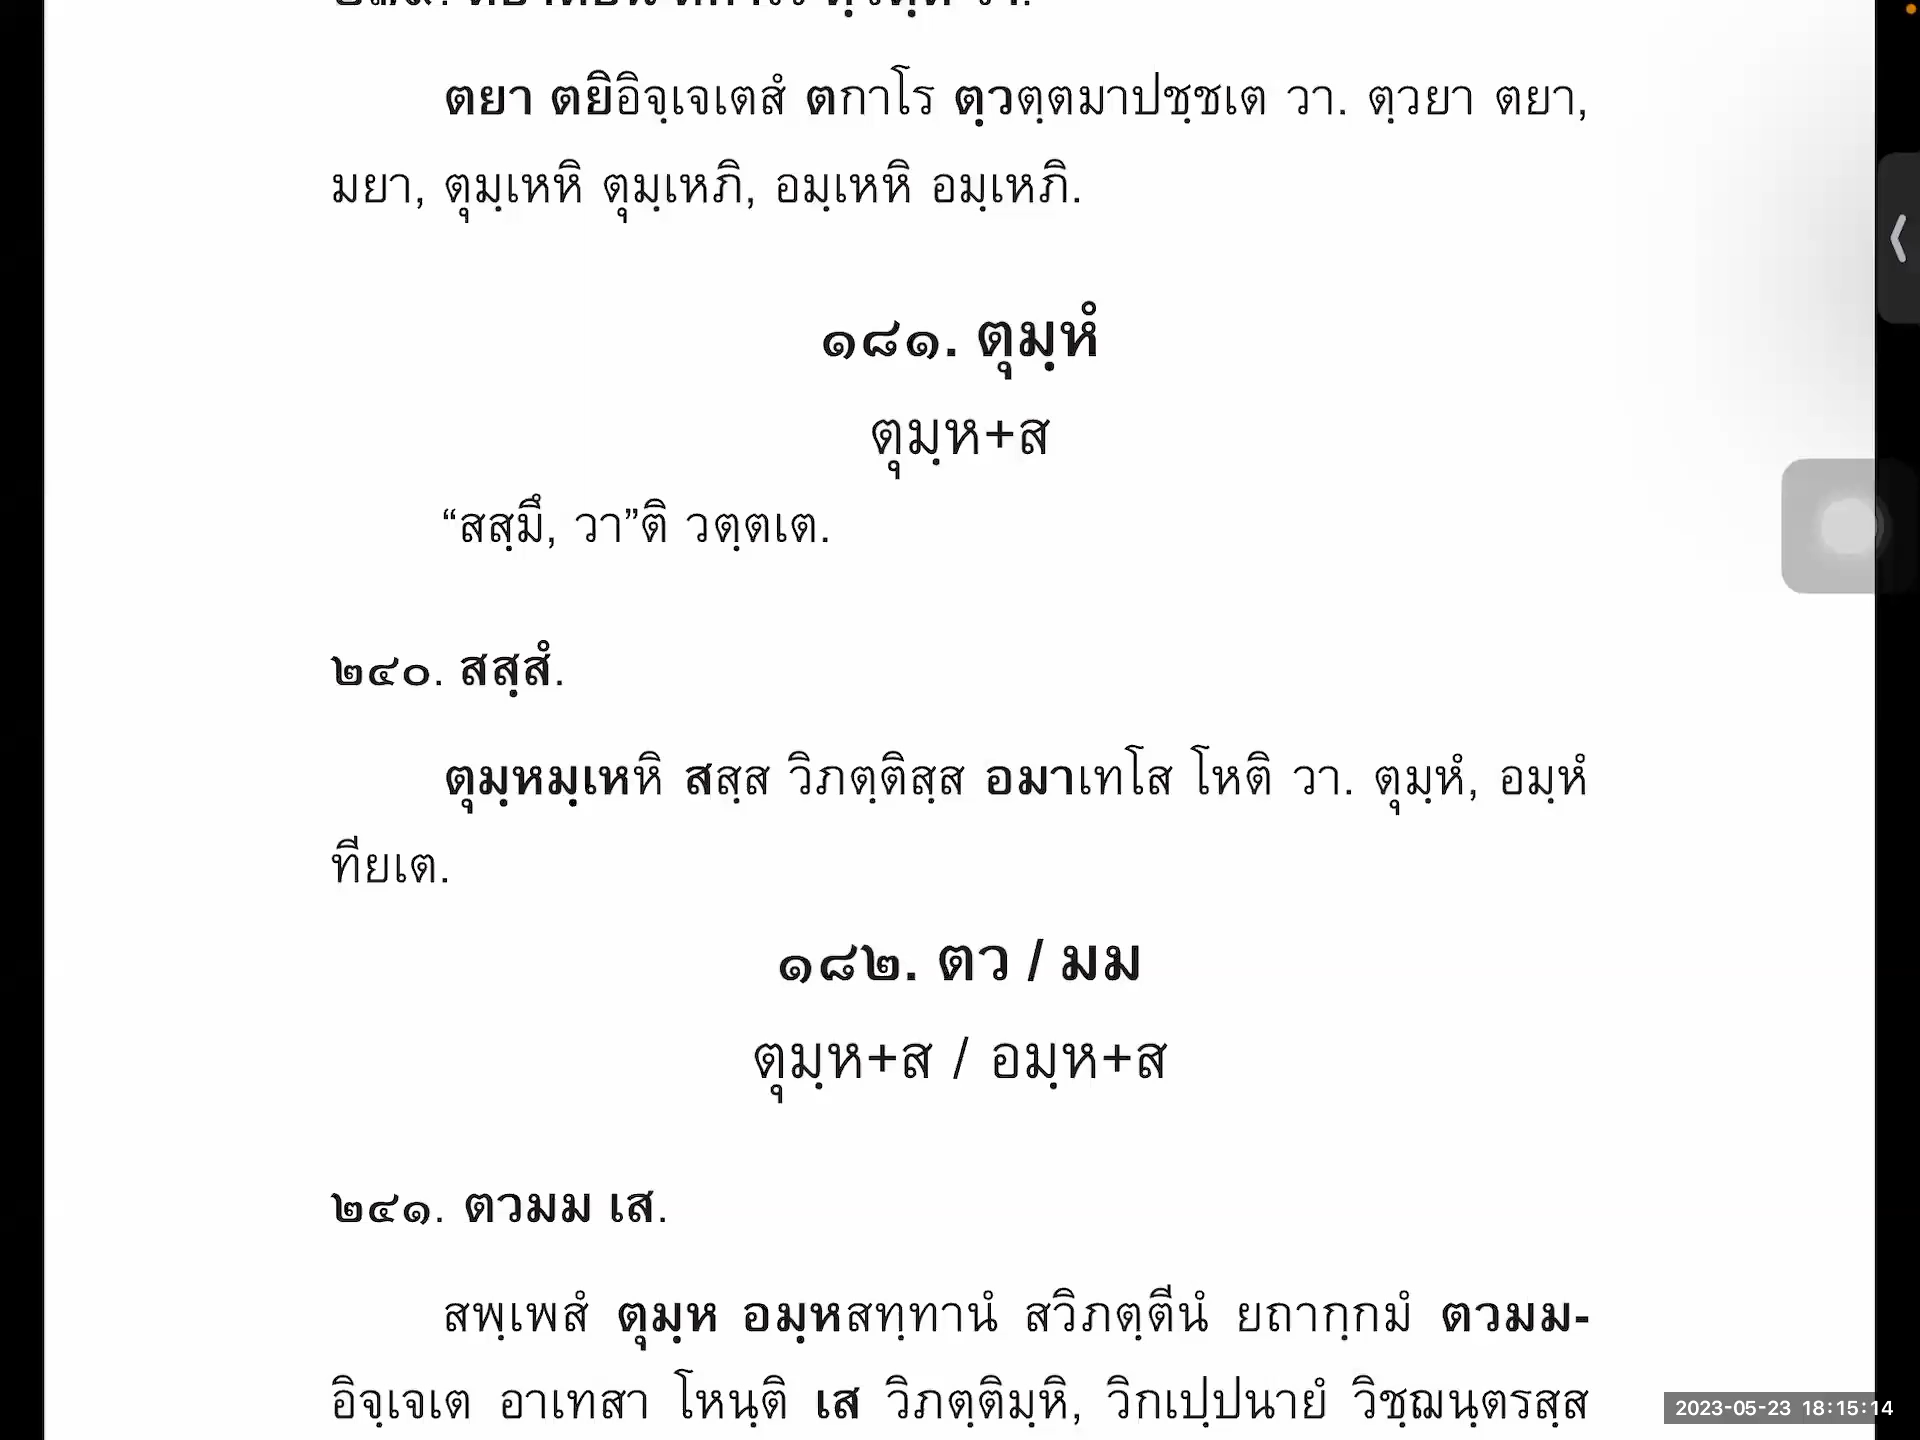 ตยา ตยิอิจฺเจเตสํ ตกาโร ตฺวตฺตมาปชฺชเต วา. ตฺวยา ตยา,
มยา, ตุมฺเหหิ ตุมฺเหภิ, อมฺเหหิ อมฺเหภิ.
๑๘๑. ตุมฺหํ
ตุมฺห+ส
“สสฺมึ, วา”ติ วตฺตเต.
๒๔๐. สสฺสํ.
ตุมฺหมฺเหหิ สสฺส วิภตฺติสฺส อมาเทโส โหติ วา. ตุมฺหํ, อมฺหํ
ทียเต.
๑๘๒. ตว / มม
ตุมฺห+ส / อมฺห+ส
๒๔๑. ตวมม เส.
สพฺเพสํ ตุมฺห อมฺหสทฺทานํ สวิภตฺตีนํ ยถากฺกมํ ตวมม-
อิจฺเจเต อาเทสา โหนฺติ เส วิภตฺติมฺหิ, วิกเปฺปนายํ วิชฺฌนฺตรสฺส
2023-05-23 18:15:14